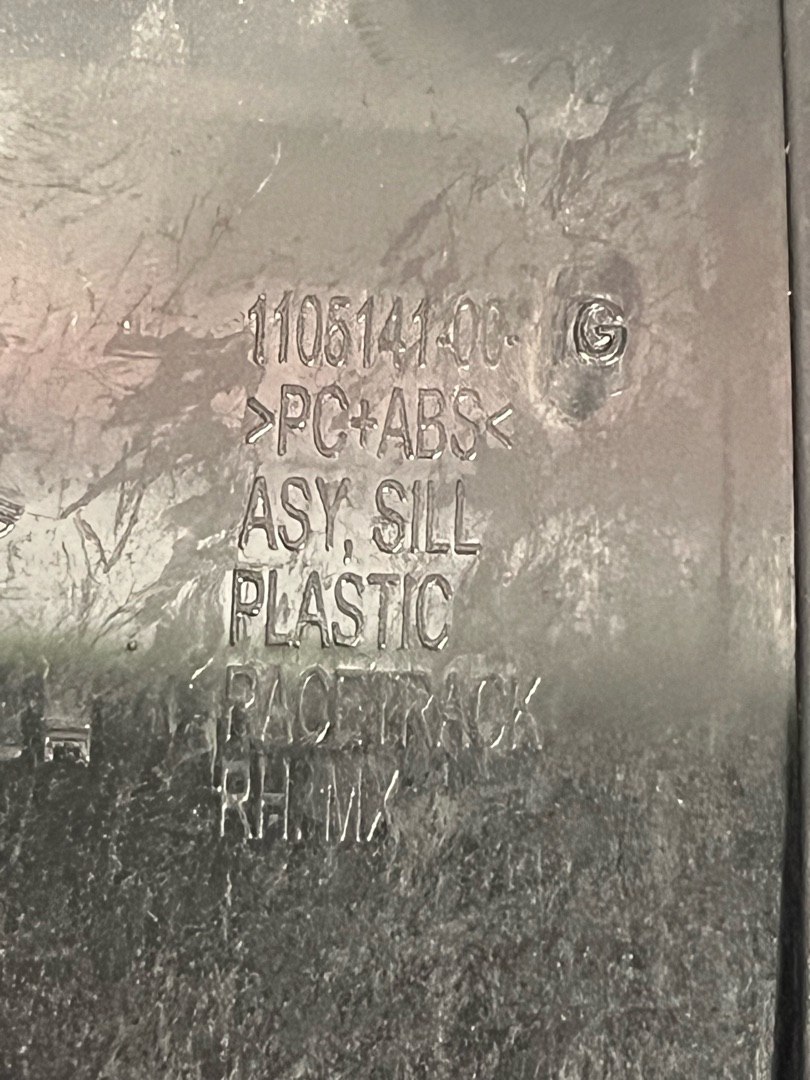 1105141-00- G
>PC+ABS<
ASY, SILL
PLASTIC
RACETRACK
RH. MX